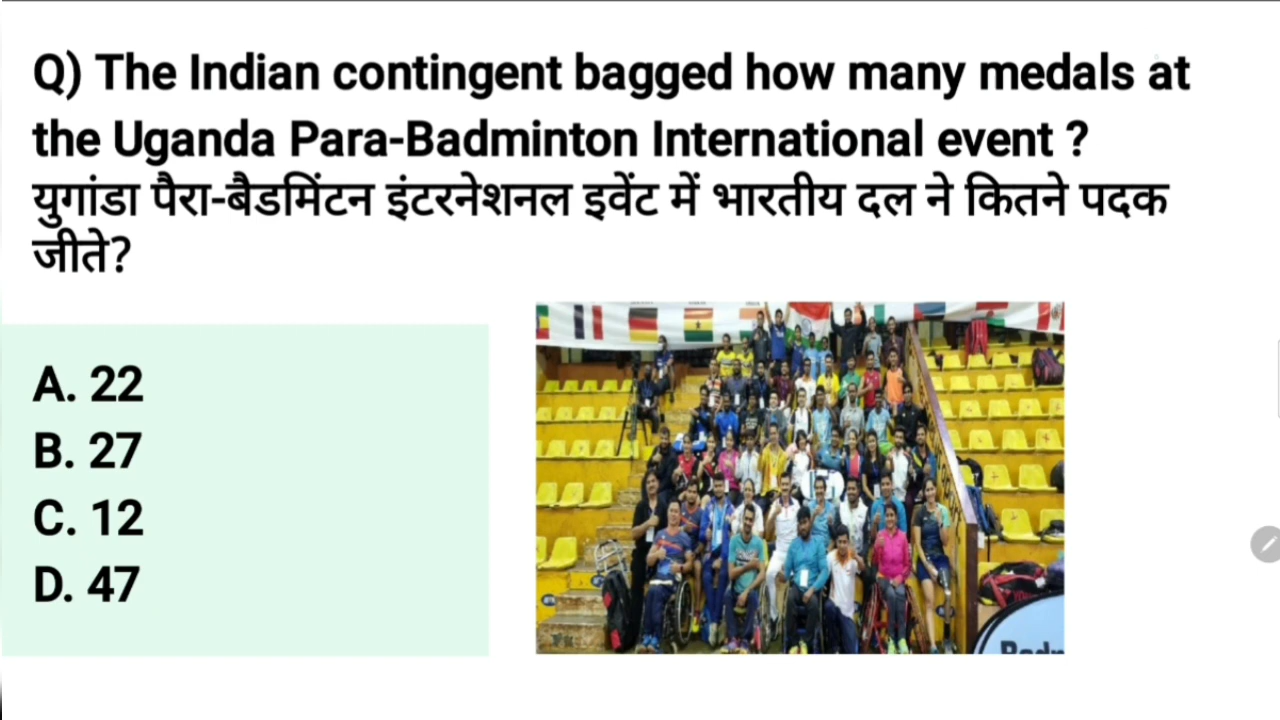 Q) The Indian contingent bagged how many medals at
the Uganda Para-Badminton International event ?
युगांडा पैरा-बैडमिंटन इंटरनेशनल इवेंट में भारतीय दल ने कितने पदक
जीते?
A. 22
B. 27
C. 12
D. 47